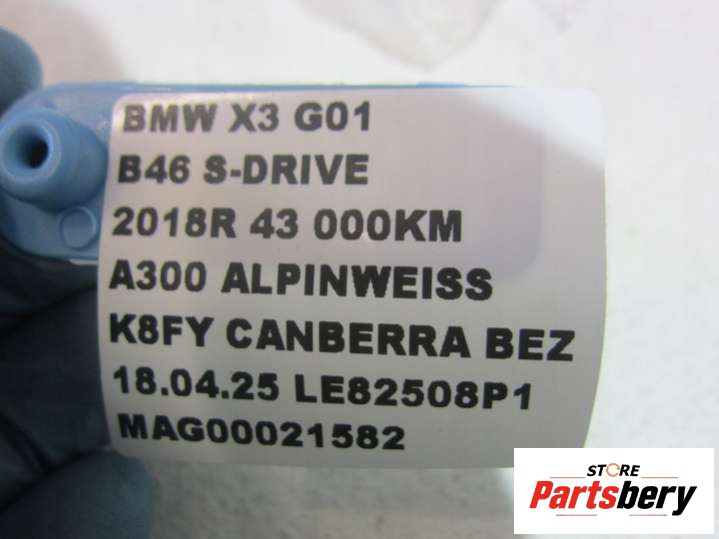 BMW X3 G01
B46 S-DRIVE
2018R 43 000KM
A300 ALPINWEISS
K8FY CANBERRA BEZ
18.04.25 LE82508P1
MAG00021582
STORE
Partsbery